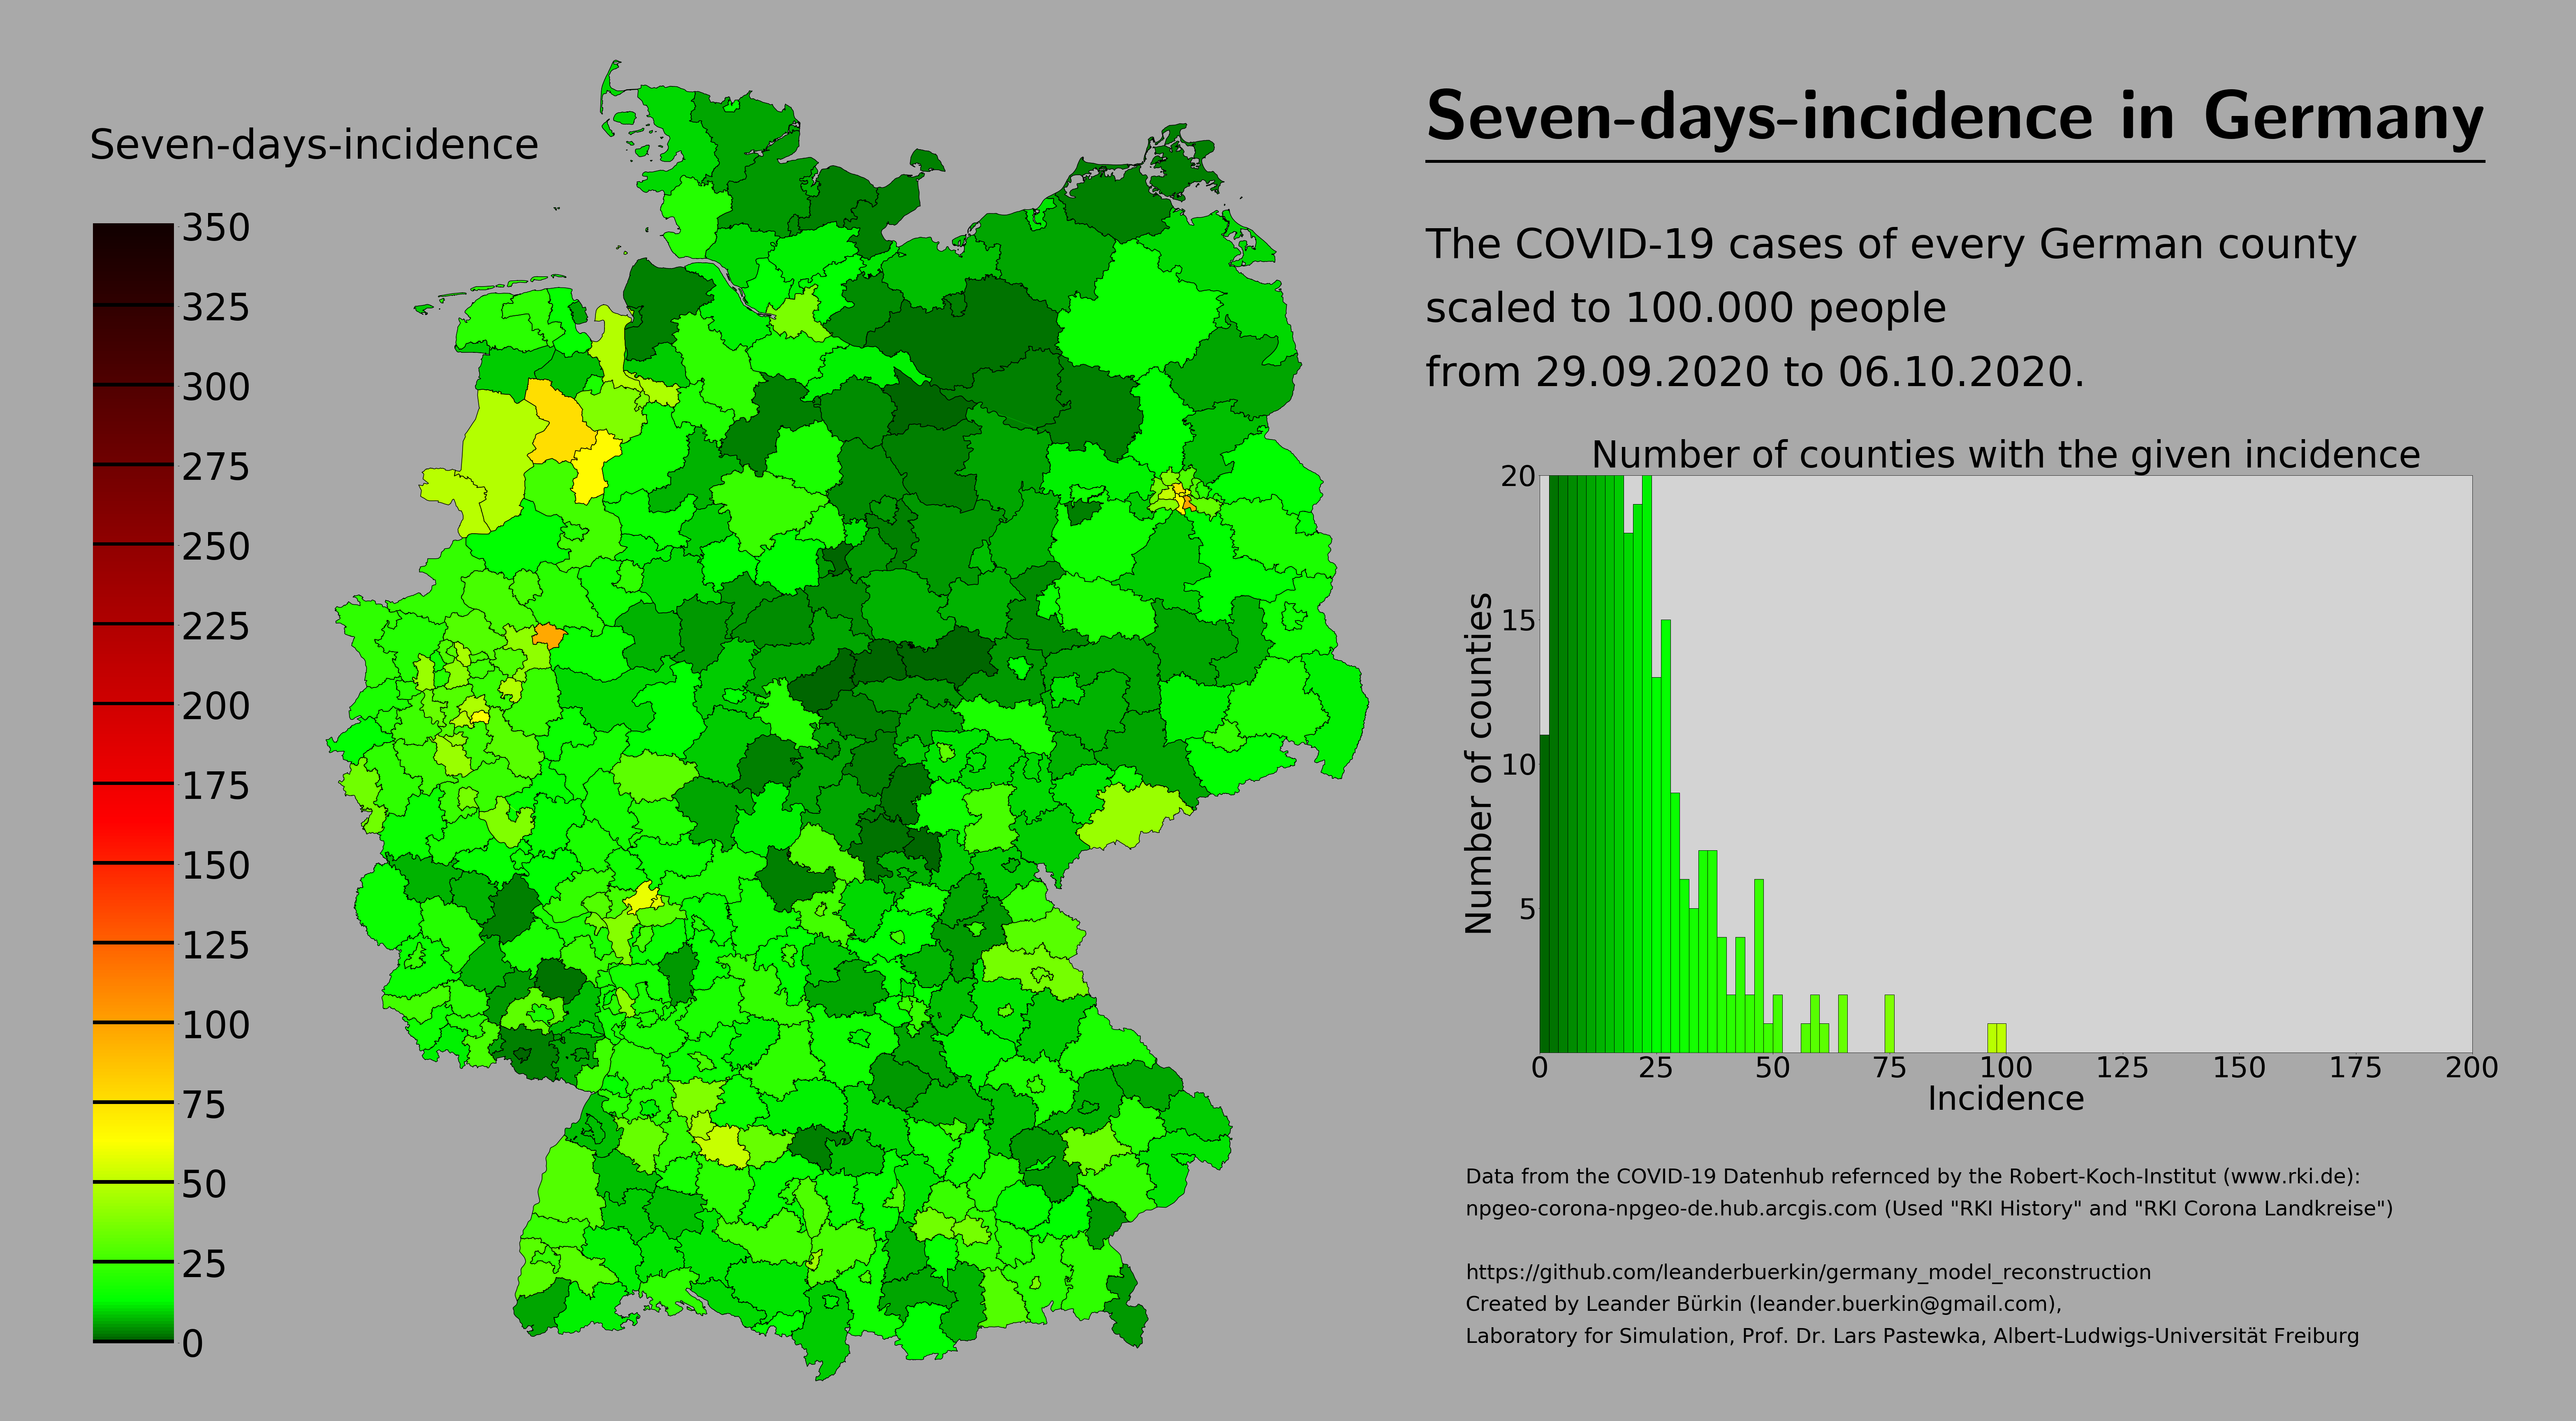 Seven-days-incidence in Germany
Seven-days-incidence
350
325
300
275
250
225
200
175
150
125
100
75
50
25
0
The COVID-19 cases of every German county
scaled to 100.000 people
from 29.09.2020 to 06.10.2020.
Number of counties with the given incidence
Number of counties
20
15
10
5
0 25 50 75 100 125 150 175 200
Incidence
Data from the COVID-19 Datenhub refernced by the Robert-Koch-Institut (www.rki.de):
npgeo-corona-npgeo-de.hub.arcgis.com (Used "RKI History" and "RKI Corona Landkreise")
https://github.com/leanderbuerkin/germany_model_reconstruction
Created by Leander Bürkin (leander.buerkin@gmail.com),
Laboratory for Simulation, Prof. Dr. Lars Pastewka, Albert-Ludwigs-Universität Freiburg